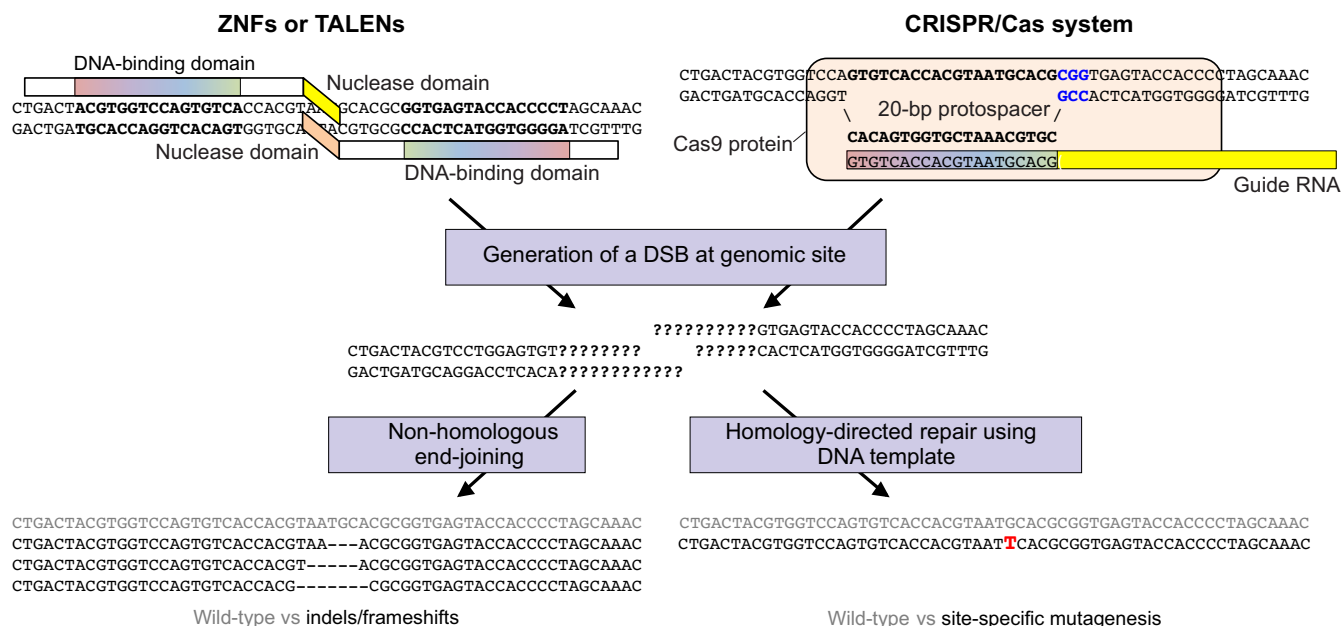 ZNFs or TALENs
CRISPR/Cas system
DNA-binding domain
Nuclease domain
CTGACTACGTGGTCCAGTGTCACCACGTA GCACGCGGTGAGTACCACCCCTAGCAAAC
GACTGATGCACCAGGTCACAGTGGTGCA TACGTGCGCCACTCATGGTGGGGATCGTTTG
Nuclease domain
DNA-binding domain
CTGACTACGTGGTCCAGTGTCACCACGTAATGCACGCGGTGAGTACCACCCCTAGCAAAC
GACTGATGCACCAGGT GCCACTCATGGTGGGGATCGTTTG
20-bp protospacer
Cas9 protein
CACAGTGGTGCTAAACGTGC
GTGTCACCACGTAATGCACG
Guide RNA
Generation of a DSB at genomic site
??????????GTGAGTACCACCCCTAGCAAAC
CTGACTACGTCCTGGAGTGT???????? ??????CACTCATGGTGGGGATCGTTTG
GACTGATGCAGGACCTCACA????????????
Non-homologous
end-joining
Homology-directed repair using
DNA template
CTGACTACGTGGTCCAGTGTCACCACGTAATGCACGCGGTGAGTACCACCCCTAGCAAAC
CTGACTACGTGGTCCAGTGTCACCACGTAA---ACGCGGTGAGTACCACCCCTAGCAAAC
CTGACTACGTGGTCCAGTGTCACCACGT-----ACGCGGTGAGTACCACCCCTAGCAAAC
CTGACTACGTGGTCCAGTGTCACCACG-------CGCGGTGAGTACCACCCCTAGCAAAC
Wild-type vs indels/frameshifts
CTGACTACGTGGTCCAGTGTCACCACGTAATGCACGCGGTGAGTACCACCCCTAGCAAAC
CTGACTACGTGGTCCAGTGTCACCACGTAATTCACGCGGTGAGTACCACCCCTAGCAAAC
Wild-type vs site-specific mutagenesis